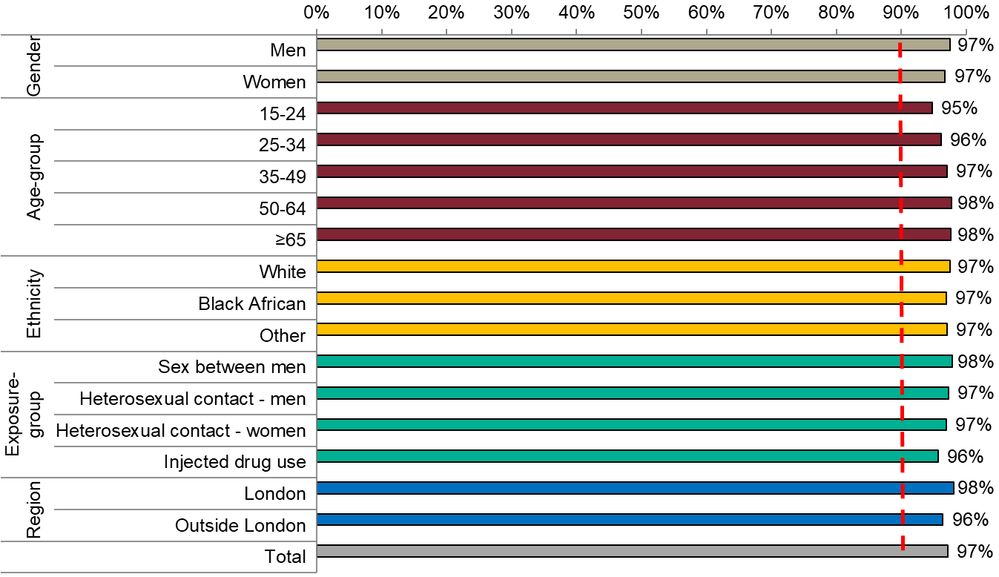 0% 10% 20% 30% 40% 50% 60% 70% 80% 90% 100%
Gender
Men 97%
Women 97%
Age-group
15-24 95%
25-34 96%
35-49 97%
50-64 98%
≥65 98%
Ethnicity
White 97%
Black African 97%
Other 97%
Exposure-
group
Sex between men 98%
Heterosexual contact - men 97%
Heterosexual contact - women 97%
Injected drug use 96%
Region
London 98%
Outside London 96%
Total 97%